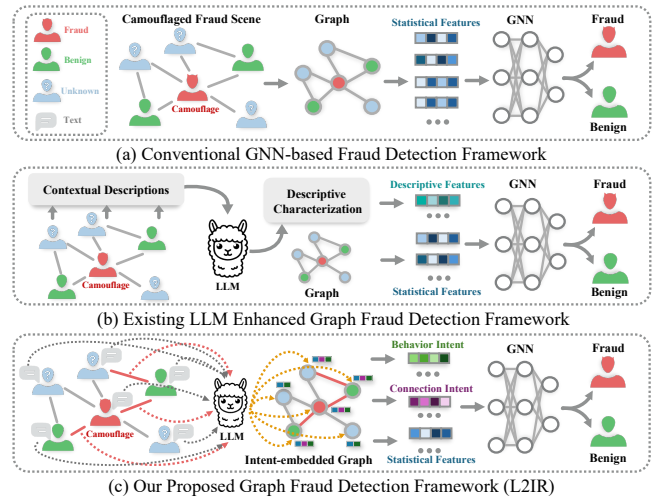 Camouflaged Fraud Scene
Graph
Statistical Features
GNN
Fraud
Fraud
Benign
Unknown
Text
Camouflage
Benign
(a) Conventional GNN-based Fraud Detection Framework
Contextual Descriptions
Descriptive
Characterization
Descriptive Features
GNN
Fraud
Camouflage
LLM
Graph
Statistical Features
Benign
(b) Existing LLM Enhanced Graph Fraud Detection Framework
Behavior Intent
GNN
Fraud
Connection Intent
Camouflage
LLM
Intent-embedded Graph
Statistical Features
Benign
(c) Our Proposed Graph Fraud Detection Framework (L2IR)